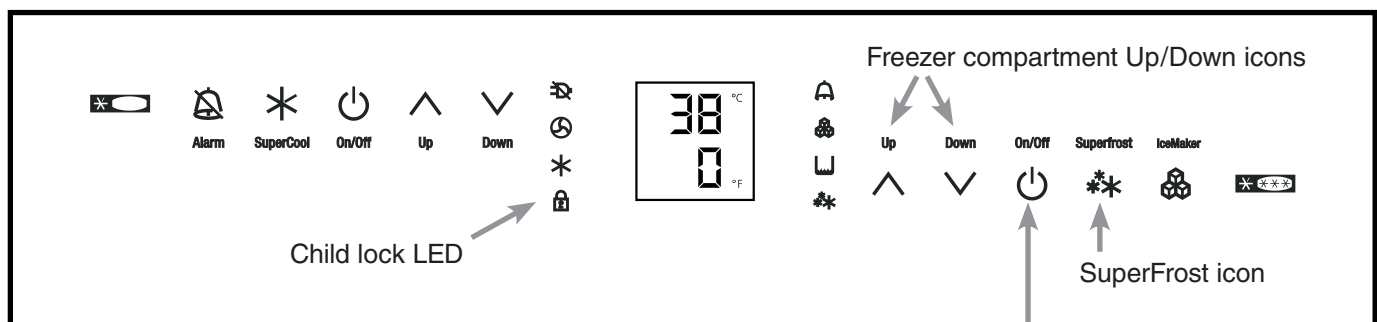 Freezer compartment Up/Down icons
Alarm SuperCool On/Off Up Down
38 °C
0 °F
Up Down On/Off Superfrost IceMaker
Child lock LED
SuperFrost icon